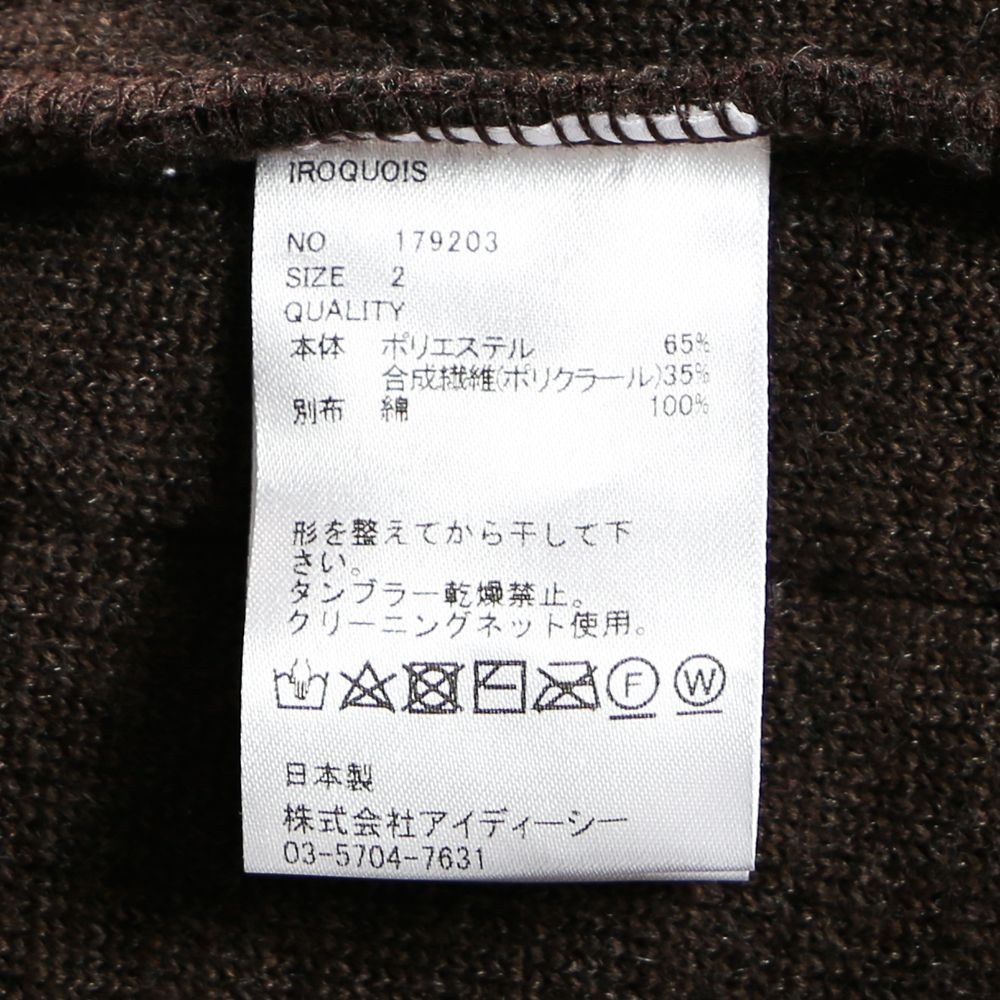 IROQUOIS
NO 179203
SIZE 2
QUALITY
本体 ポリエステル 65%
合成繊維(ポリクラール)35%
別布 綿 100%
形を整えてから干して下
さい。
タンブラー乾燥禁止。
クリーニングネット使用。
F W
日本製
株式会社アイディーシー
03-5704-7631